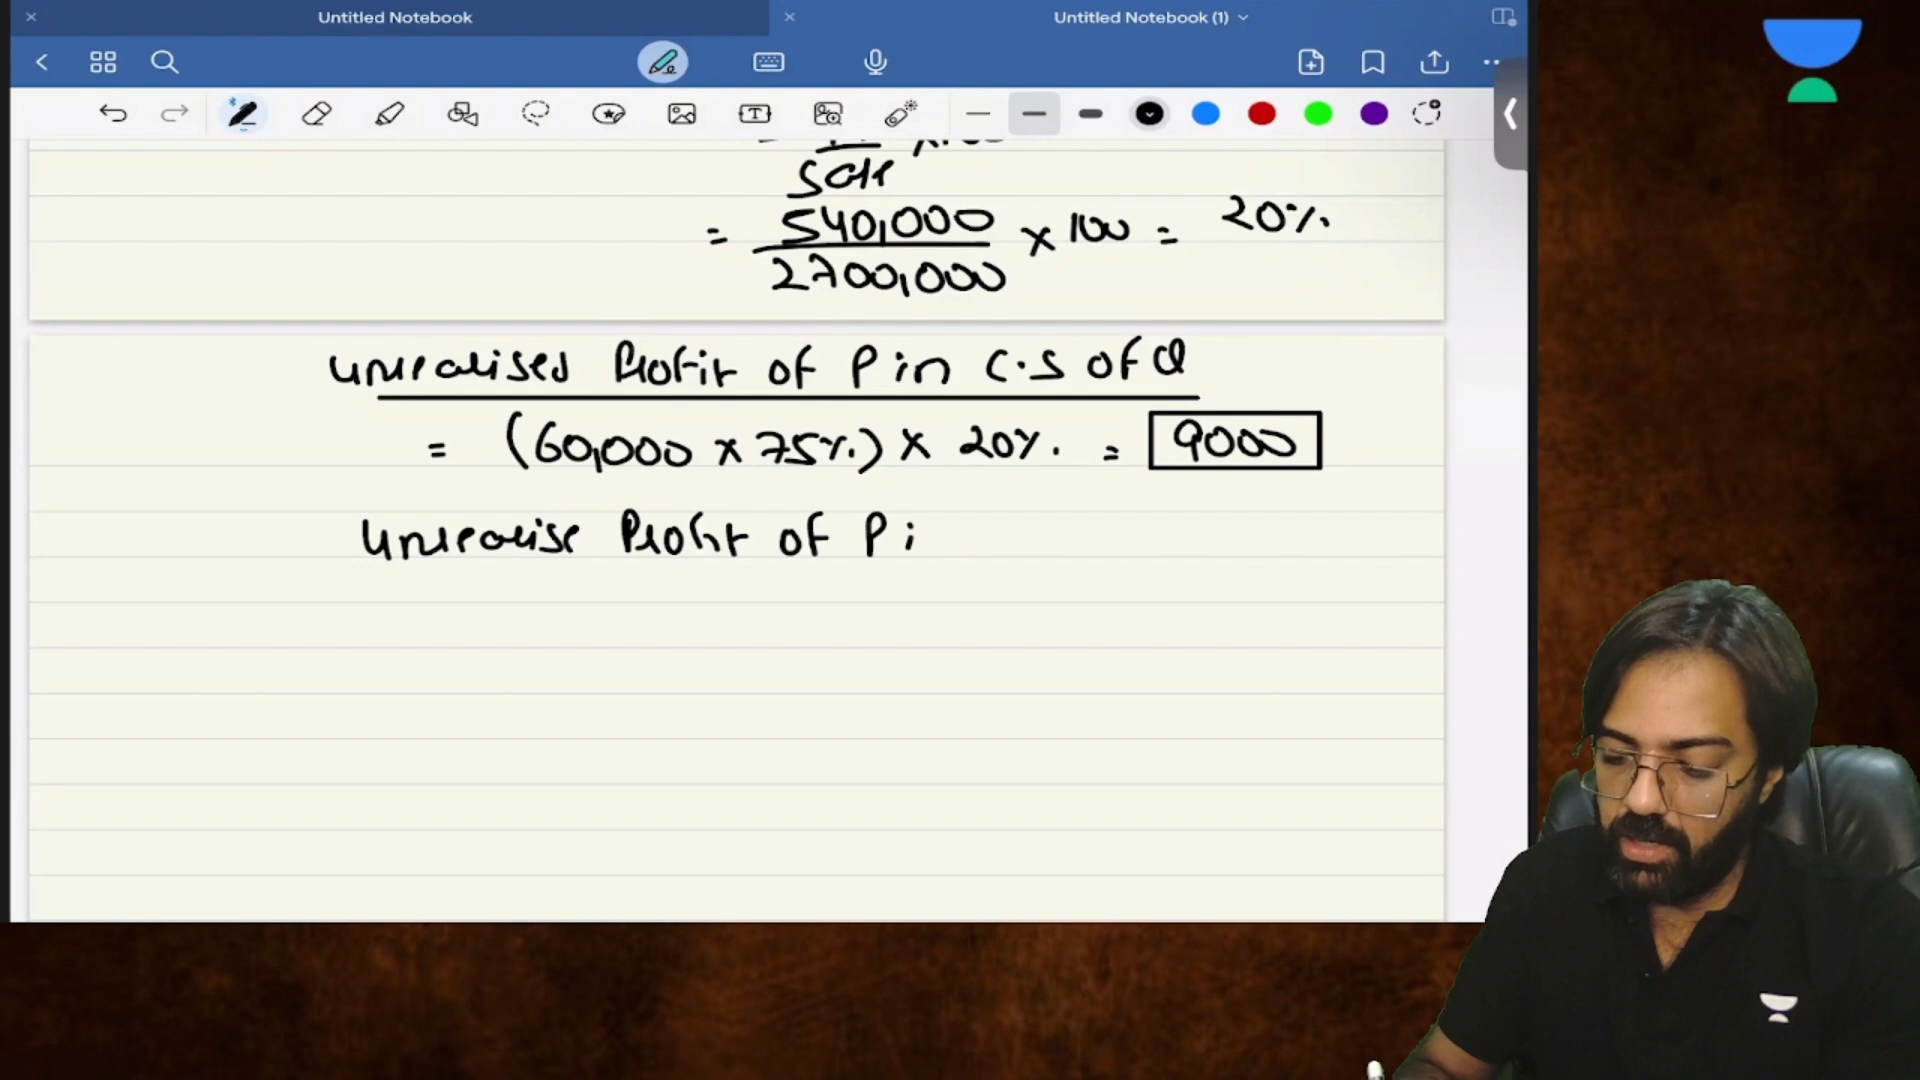 Untitled Notebook
Untitled Notebook (1)
Sale
= 540,000 / 2700,000 × 100 = 20%
Unrealised Profit of P in C.S of Q
= (60,000 × 75%) × 20% = 9000
Unrealise Profit of P i